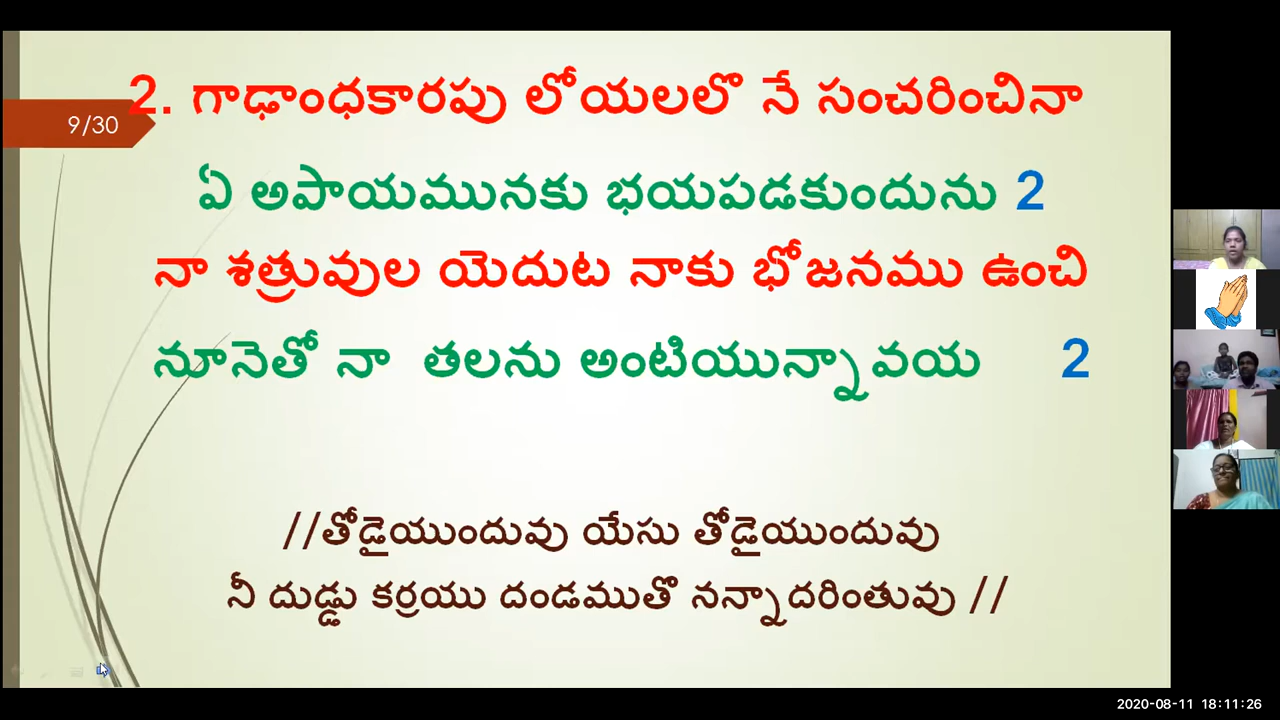 9/30
2. గాఢాంధకారపు లోయలలొ నే సంచరించినా
ఏ అపాయమునకు భయపడకుందును 2
నా శత్రువుల యెదుట నాకు భోజనము ఉంచి
నూనెతో నా తలను అంటియున్నావయ 2
//తోడైయుందువు యేసు తోడైయుందువు
నీ దుడ్డు కర్రయు దండముతొ నన్నాదరింతువు //
2020-08-11 18:11:26